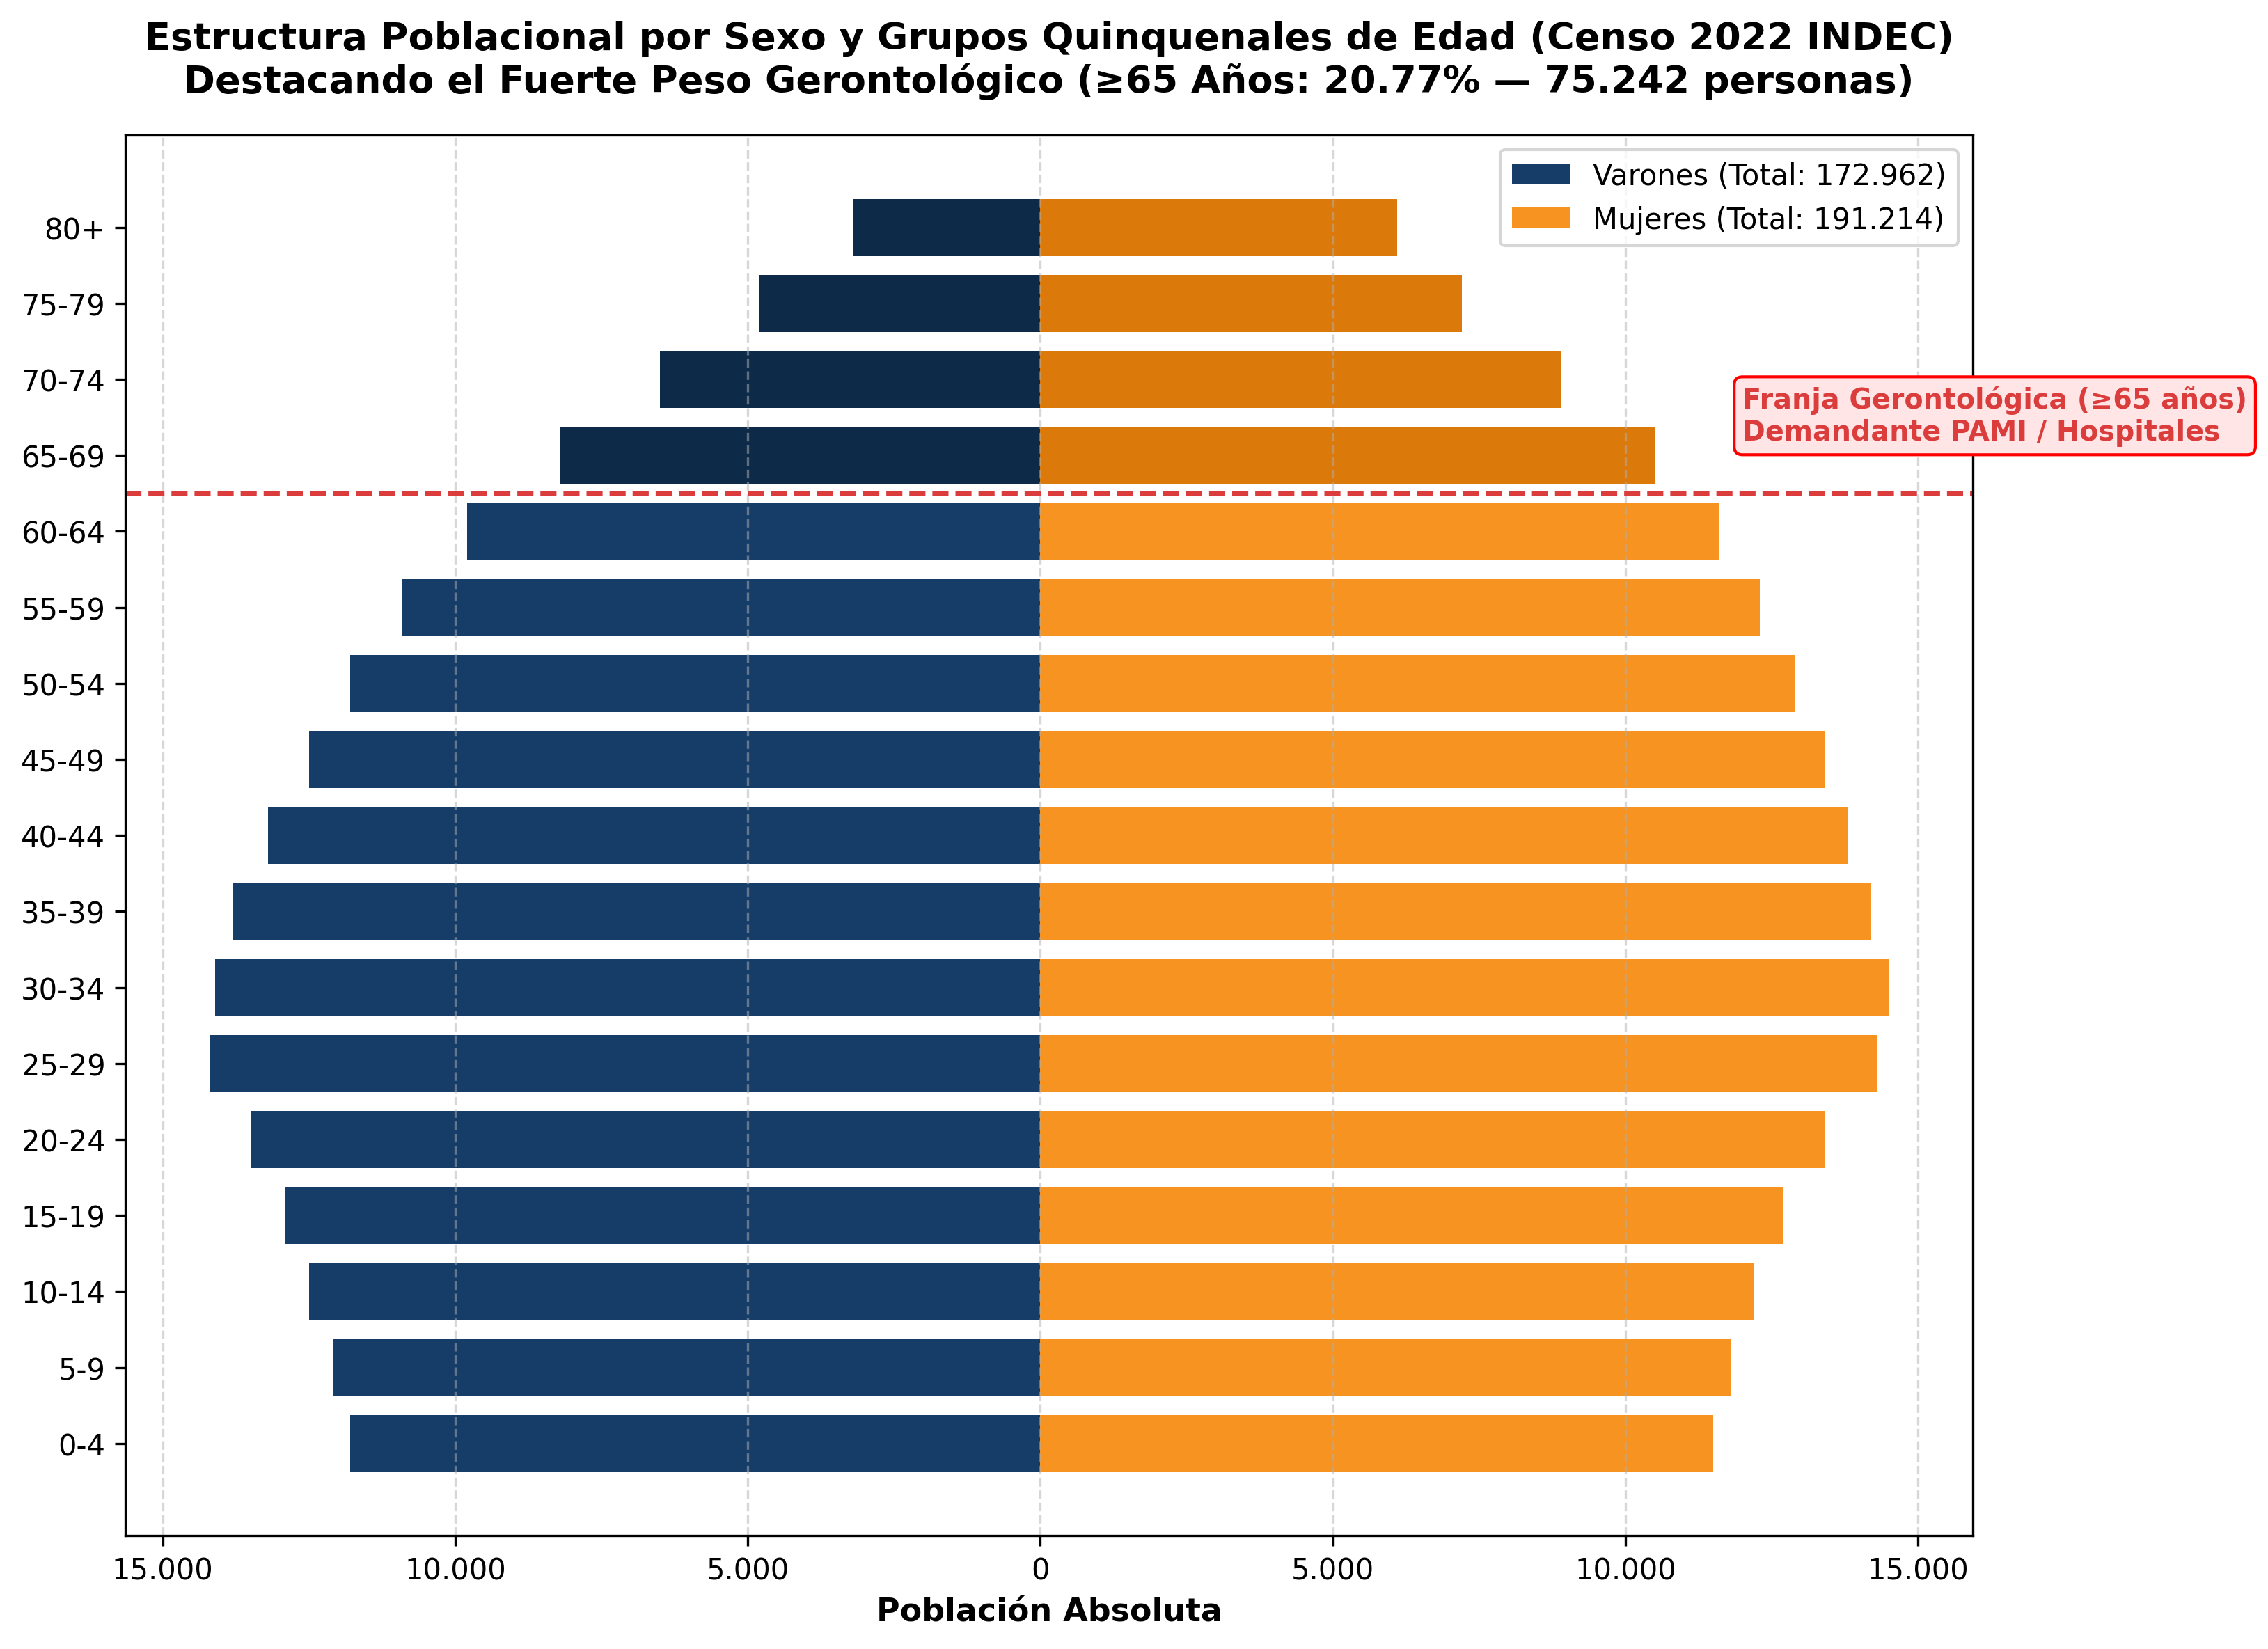 Estructura Poblacional por Sexo y Grupos Quinquenales de Edad (Censo 2022 INDEC)
Destacando el Fuerte Peso Gerontológico (≥65 Años: 20.77% — 75.242 personas)
Varones (Total: 172.962)
Mujeres (Total: 191.214)
80+
75-79
70-74
Franja Gerontológica (≥65 años)
Demandante PAMI / Hospitales
65-69
60-64
55-59
50-54
45-49
40-44
35-39
30-34
25-29
20-24
15-19
10-14
5-9
0-4
15.000 10.000 5.000 0 5.000 10.000 15.000
Población Absoluta